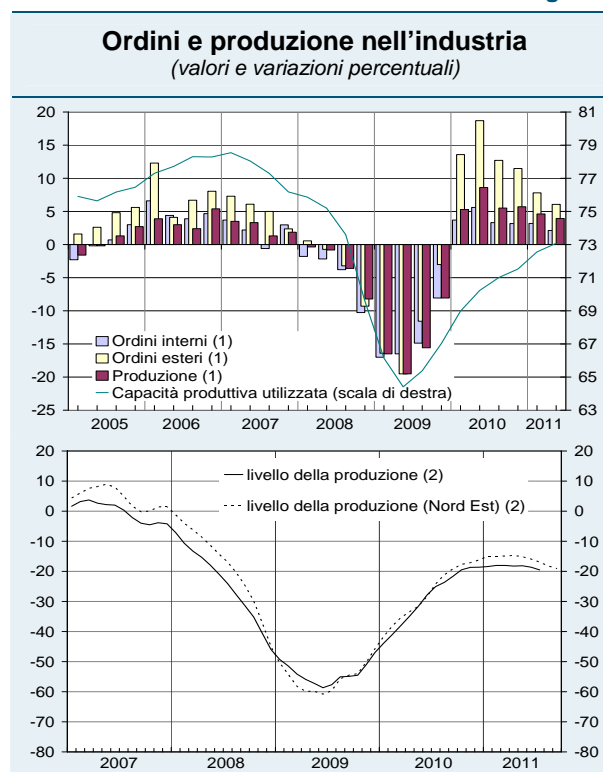 Ordini e produzione nell'industria
(valori e variazioni percentuali)
20 81
15 79
10 77
5 75
0 73
-5 71
-10 69
-15 67
-20 65
-25 63
Ordini interni (1)
Ordini esteri (1)
Produzione (1)
Capacità produttiva utilizzata (scala di destra)
2005 2006 2007 2008 2009 2010 2011
20 20
10 10
0 0
-10 -10
-20 -20
-30 -30
-40 -40
-50 -50
-60 -60
-70 -70
-80 -80
livello della produzione (2)
livello della produzione (Nord Est) (2)
2007 2008 2009 2010 2011